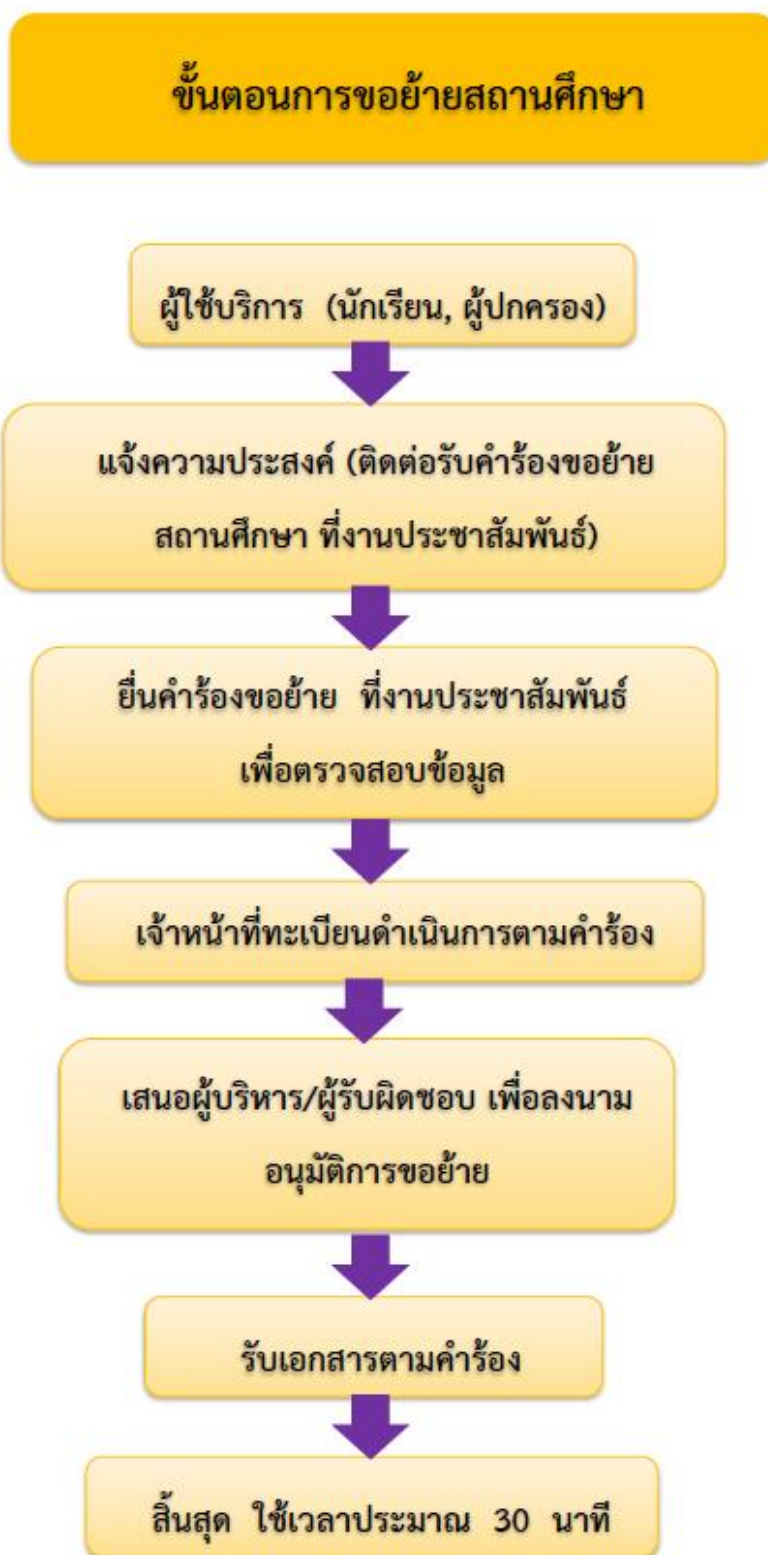 ขั้นตอนการขอย้ายสถานศึกษา
ผู้ใช้บริการ (นักเรียน, ผู้ปกครอง)
แจ้งความประสงค์ (ติดต่อรับคำร้องขอย้าย
สถานศึกษา ที่งานประชาสัมพันธ์)
ยื่นคำร้องขอย้าย ที่งานประชาสัมพันธ์
เพื่อตรวจสอบข้อมูล
เจ้าหน้าที่ทะเบียนดำเนินการตามคำร้อง
เสนอผู้บริหาร/ผู้รับผิดชอบ เพื่อลงนาม
อนุมัติการขอย้าย
รับเอกสารตามคำร้อง
สิ้นสุด ใช้เวลาประมาณ 30 นาที